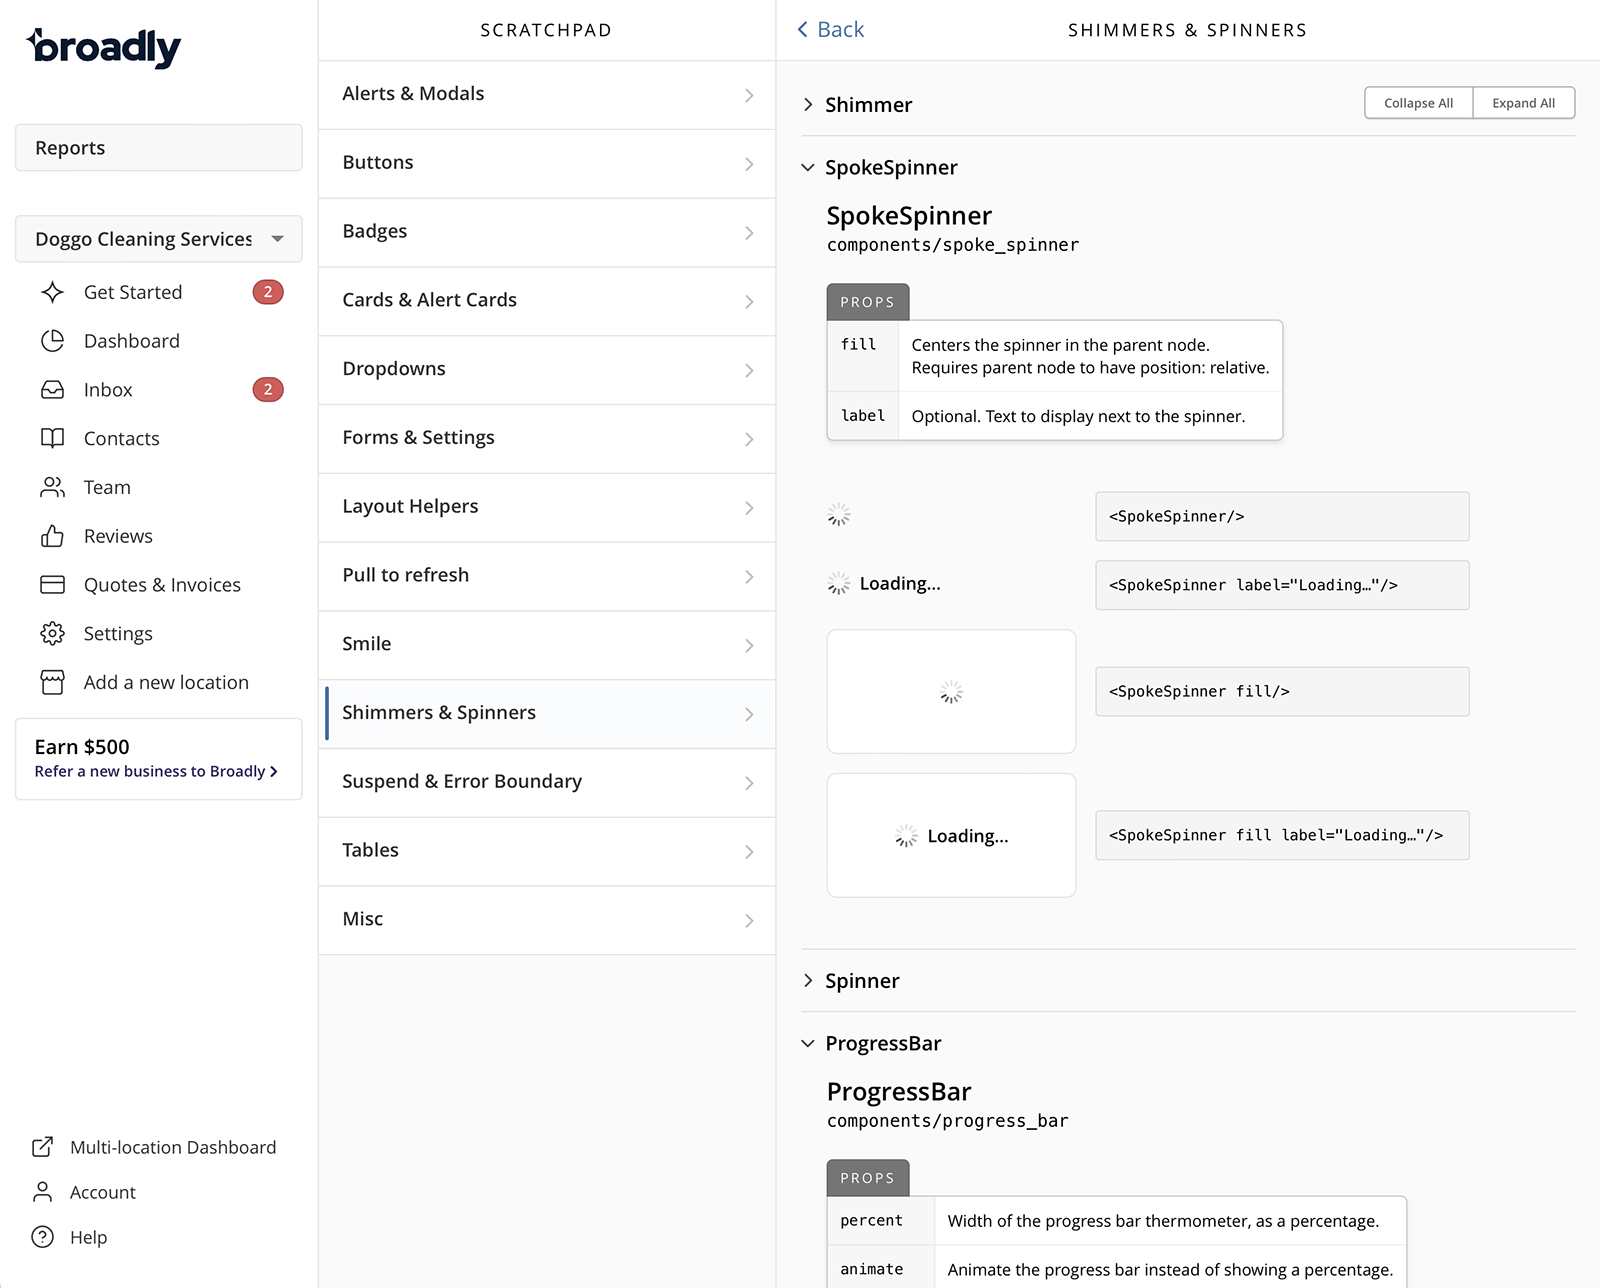 broadly
Reports
Doggo Cleaning Services
Get Started
2
Dashboard
Inbox
2
Contacts
Team
Reviews
Quotes & Invoices
Settings
Add a new location
Earn $500
Refer a new business to Broadly
Multi-location Dashboard
Account
Help
SCRATCHPAD
Alerts & Modals
Buttons
Badges
Cards & Alert Cards
Dropdowns
Forms & Settings
Layout Helpers
Pull to refresh
Smile
Shimmers & Spinners
Suspend & Error Boundary
Tables
Misc
Back
SHIMMERS & SPINNERS
Shimmer
Collapse All
Expand All
SpokeSpinner
SpokeSpinner
components/spoke_spinner
PROPS
fill
Centers the spinner in the parent node.
Requires parent node to have position: relative.
label
Optional. Text to display next to the spinner.
<SpokeSpinner/>
Loading...
<SpokeSpinner label="Loading…"/>
<SpokeSpinner fill/>
Loading...
<SpokeSpinner fill label="Loading…"/>
Spinner
ProgressBar
ProgressBar
components/progress_bar
PROPS
percent
Width of the progress bar thermometer, as a percentage.
animate
Animate the progress bar instead of showing a percentage.